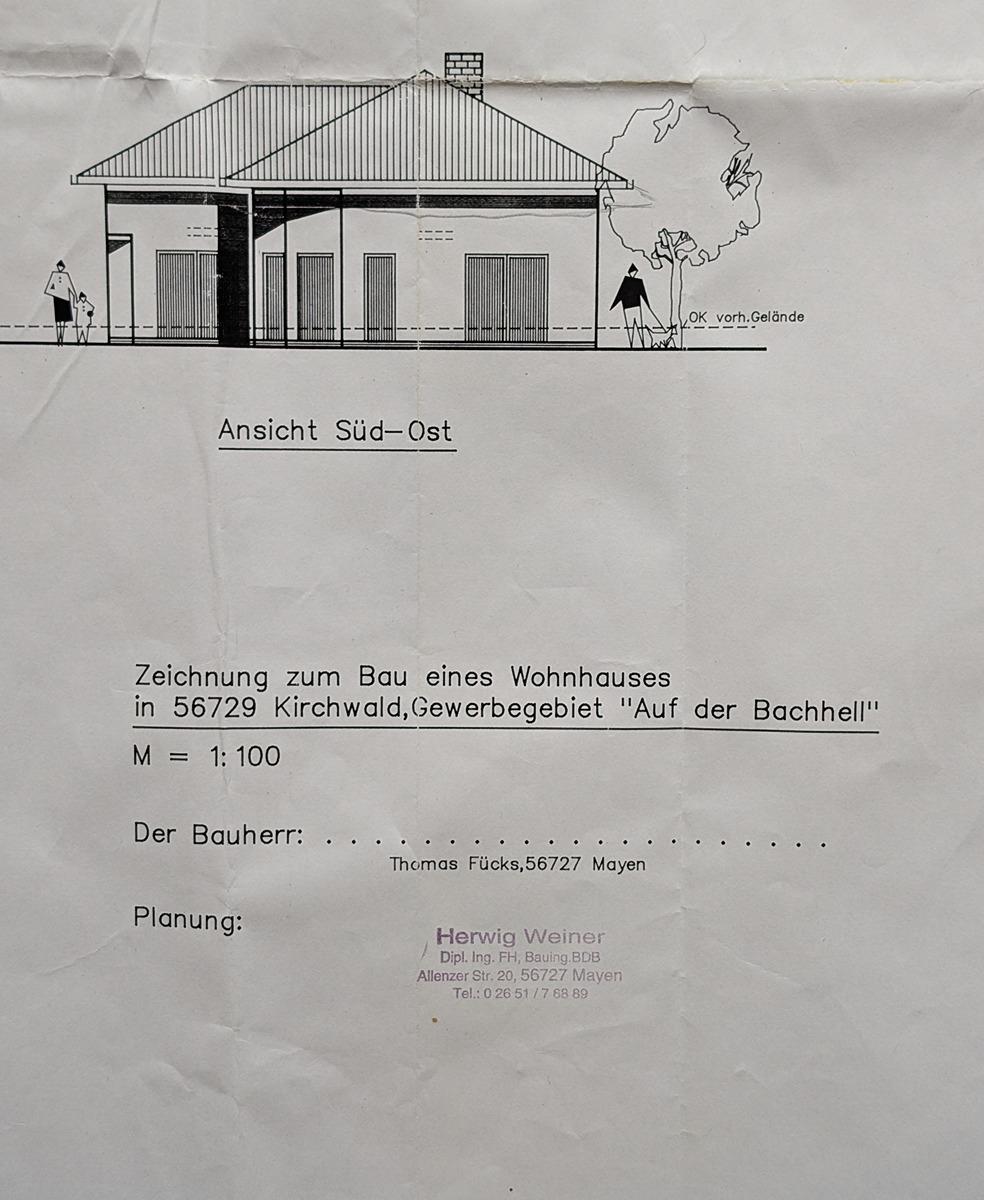 OK vorh.Gelände
Ansicht Süd-Ost
Zeichnung zum Bau eines Wohnhauses
in 56729 Kirchwald,Gewerbegebiet "Auf der Bachhell"
M = 1:100
Der Bauherr: . . . . . . . . . . . . . . . . . . . . .
Thomas Fücks,56727 Mayen
Planung:
Herwig Weiner
Dipl. Ing. FH, Bauing.BDB
Allenzer Str. 20, 56727 Mayen
Tel.: 0 26 51 / 7 68 89